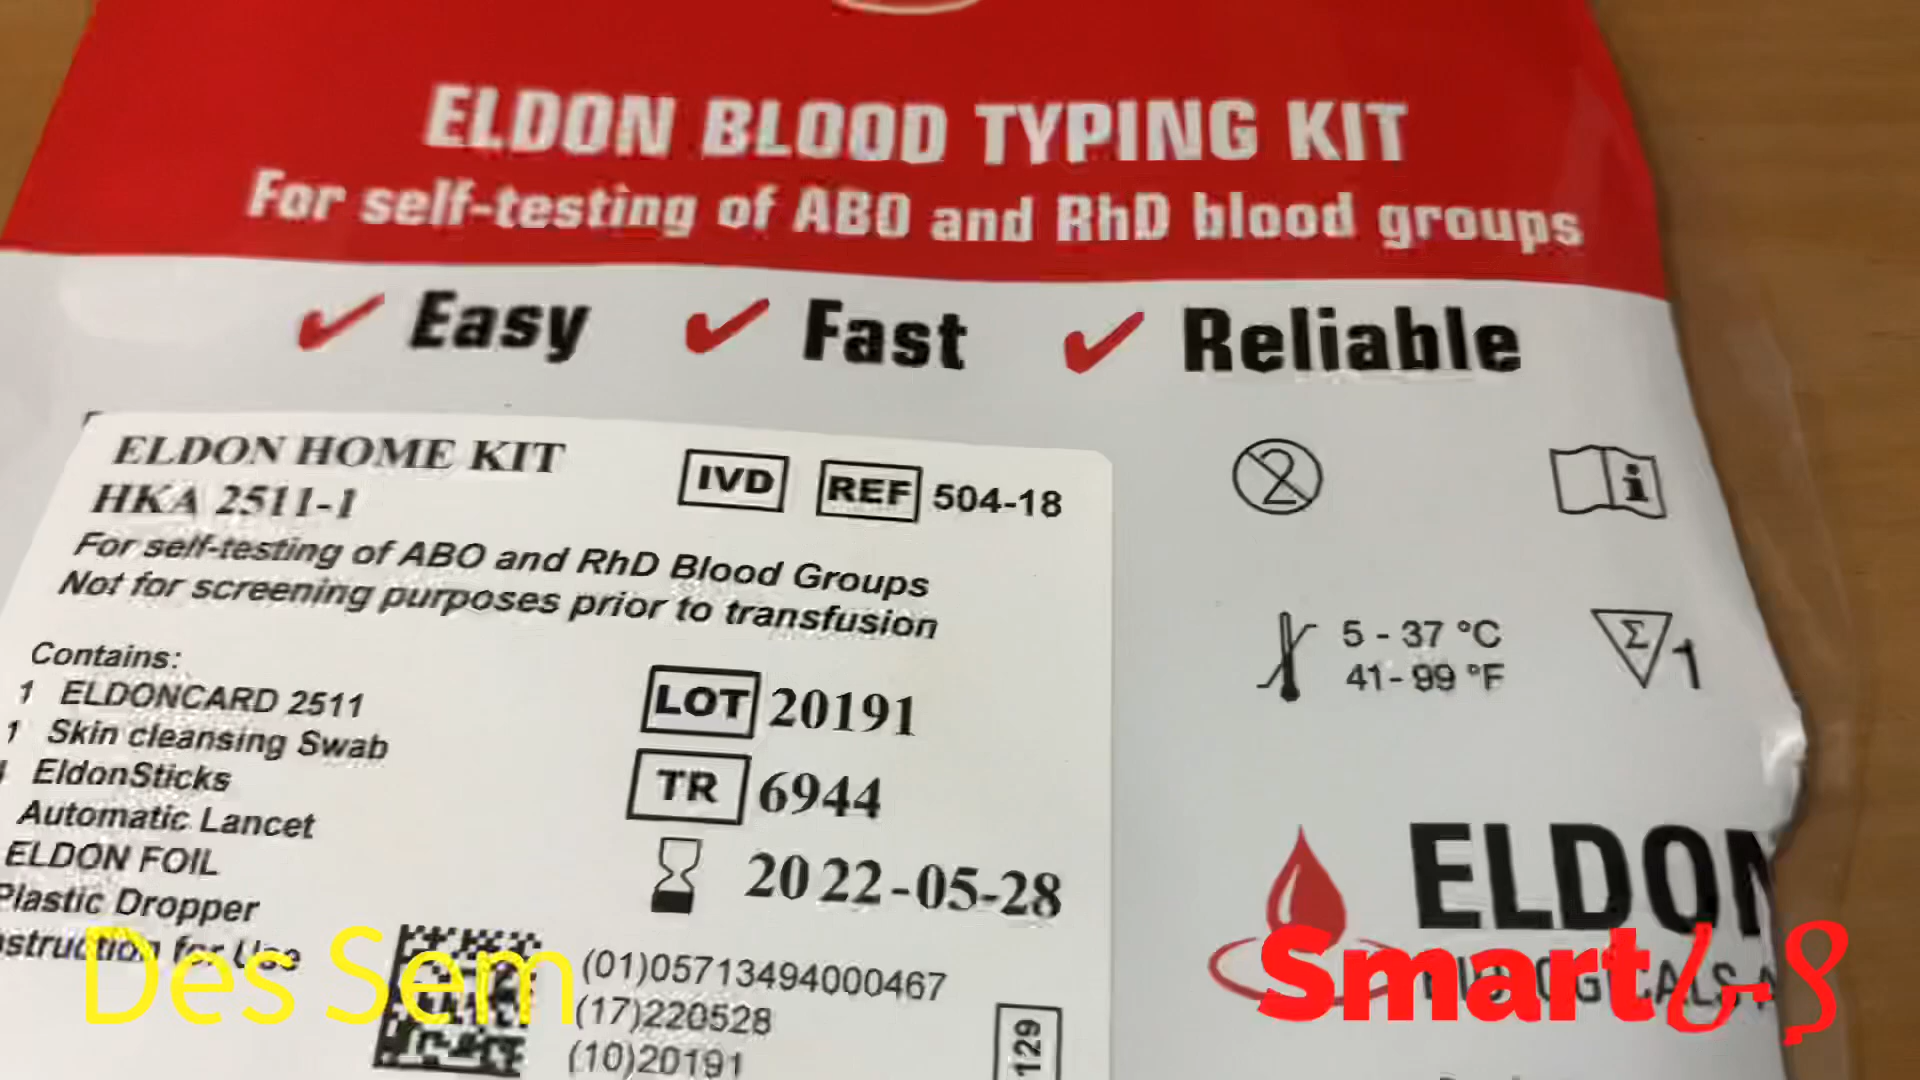 ELDON BLOOD TYPING KIT
For self-testing of ABO and RhD blood groups
Easy Fast Reliable
ELDON HOME KIT
HKA 2511-1
IVD REF 504-18
For self-testing of ABO and RhD Blood Groups
Not for screening purposes prior to transfusion
Contains:
1 ELDONCARD 2511
1 Skin cleansing Swab
EldonSticks
Automatic Lancet
ELDON FOIL
Plastic Dropper
for Use
LOT 20191
TR 6944
2022-05-28
(01)05713494000467
(17)220528
(10)20191
129
2
i
5 - 37 °C
41 - 99 °F
Σ 1
ELDON
Des Sem
Smart